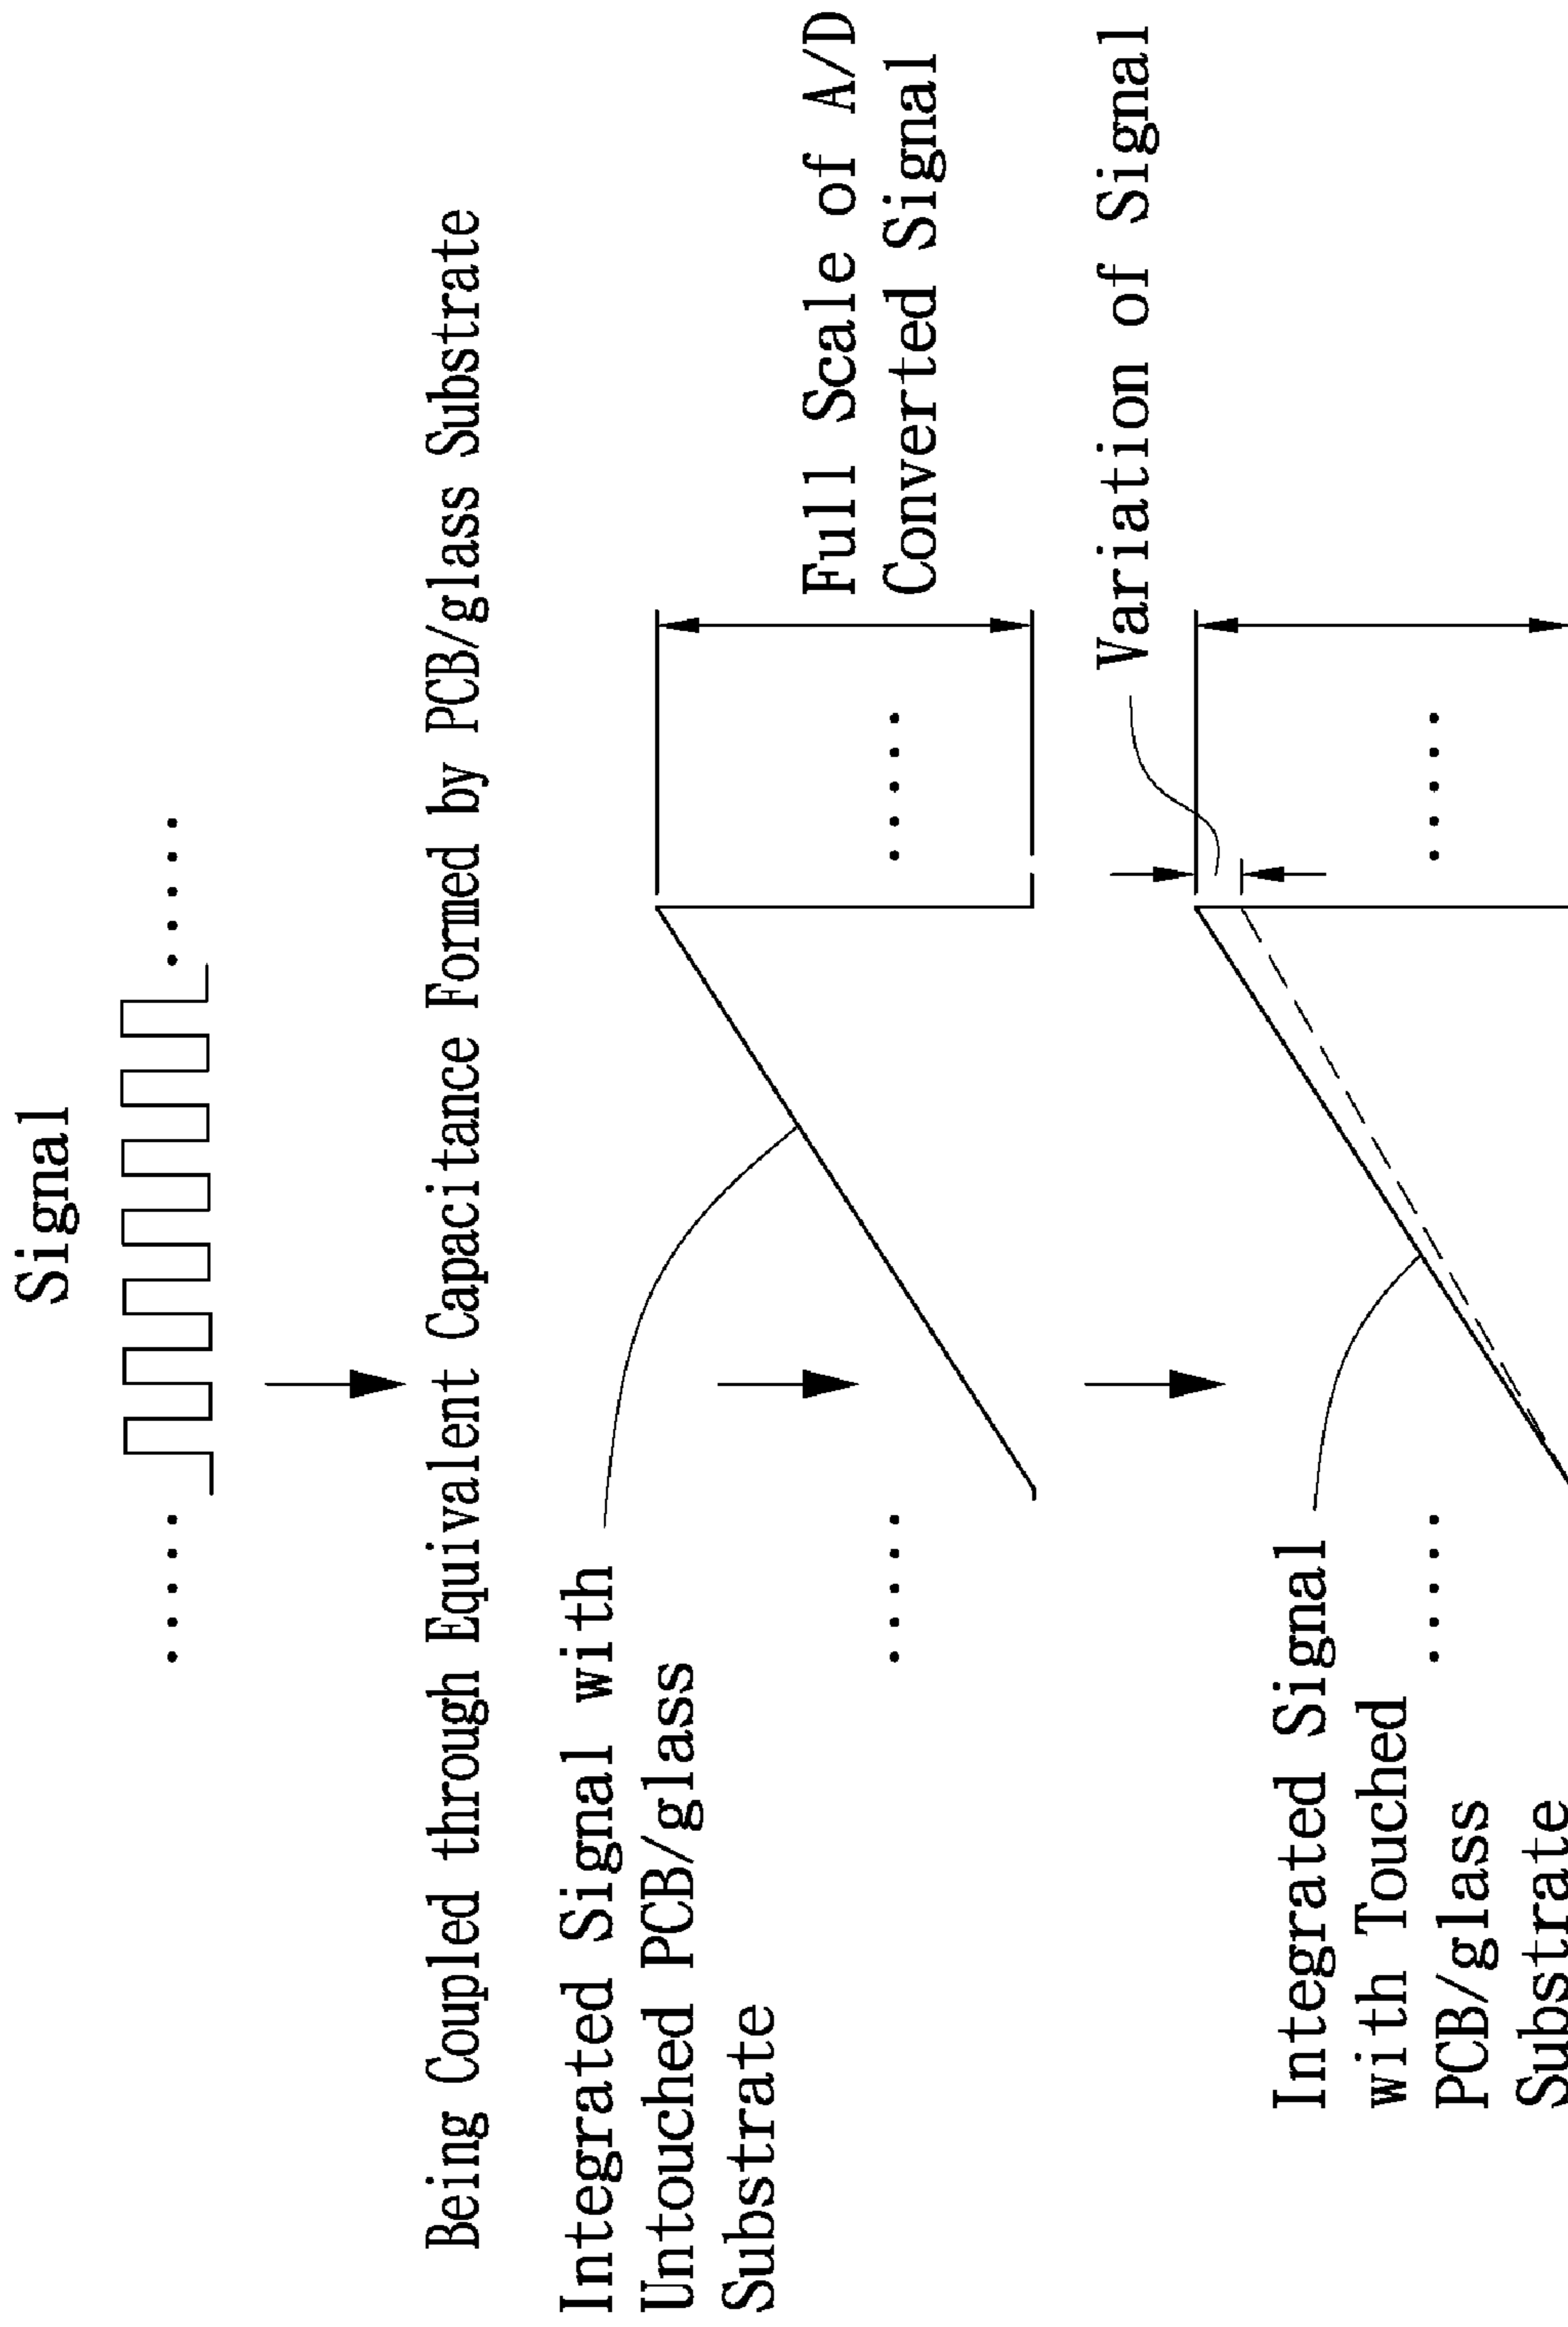 Signal
Being Coupled through Equivalent Capacitance Formed by PCB/glass Substrate
Integrated Signal with
Untouched PCB/glass
Substrate
Full Scale of A/D
Converted Signal
Variation of Signal
Integrated Signal
with Touched
PCB/glass
Substrate